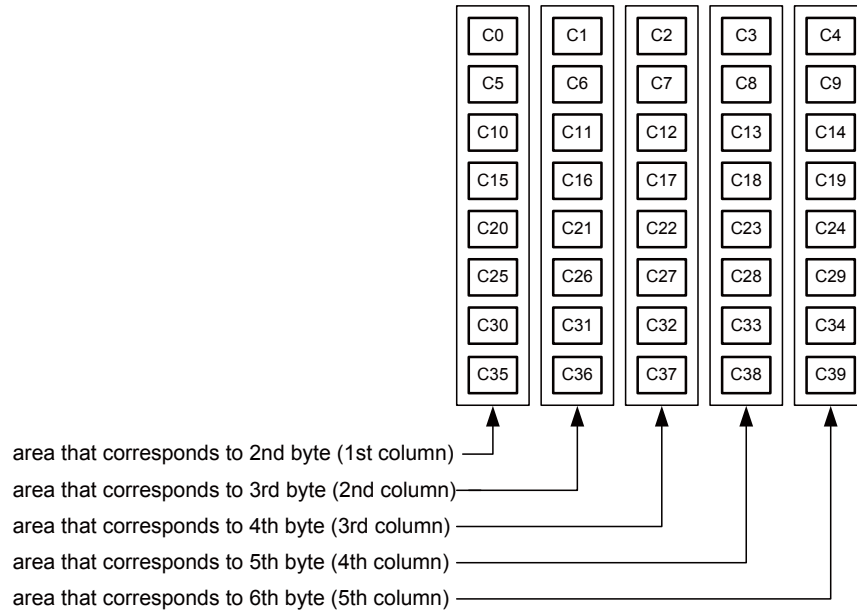 C0 C1 C2 C3 C4
C5 C6 C7 C8 C9
C10 C11 C12 C13 C14
C15 C16 C17 C18 C19
C20 C21 C22 C23 C24
C25 C26 C27 C28 C29
C30 C31 C32 C33 C34
C35 C36 C37 C38 C39
area that corresponds to 2nd byte (1st column)
area that corresponds to 3rd byte (2nd column)
area that corresponds to 4th byte (3rd column)
area that corresponds to 5th byte (4th column)
area that corresponds to 6th byte (5th column)